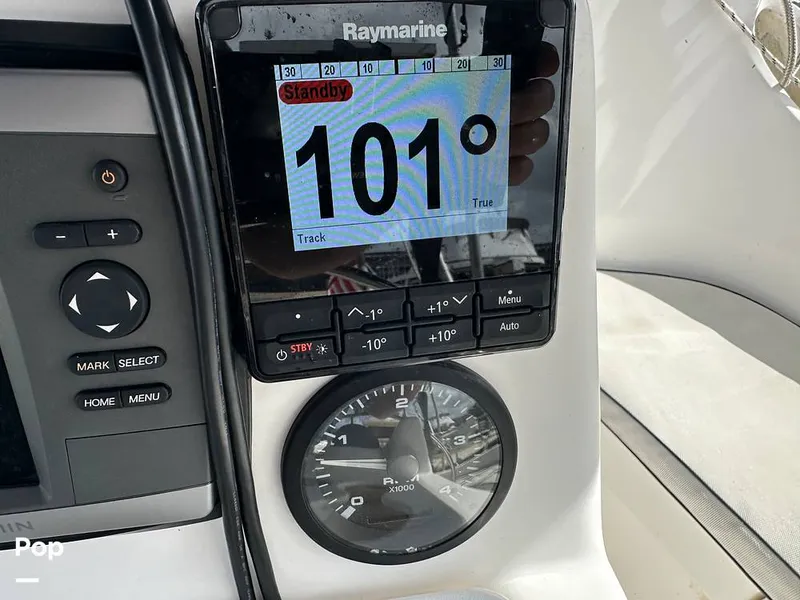 Raymarine
30 20 10 10 20 30
Standby
101°
True
Track
-1°
+1°
Menu
STBY
-10°
+10°
Auto
- +
MARK SELECT
HOME MENU
0 1 2 3 4
X1000
Pop